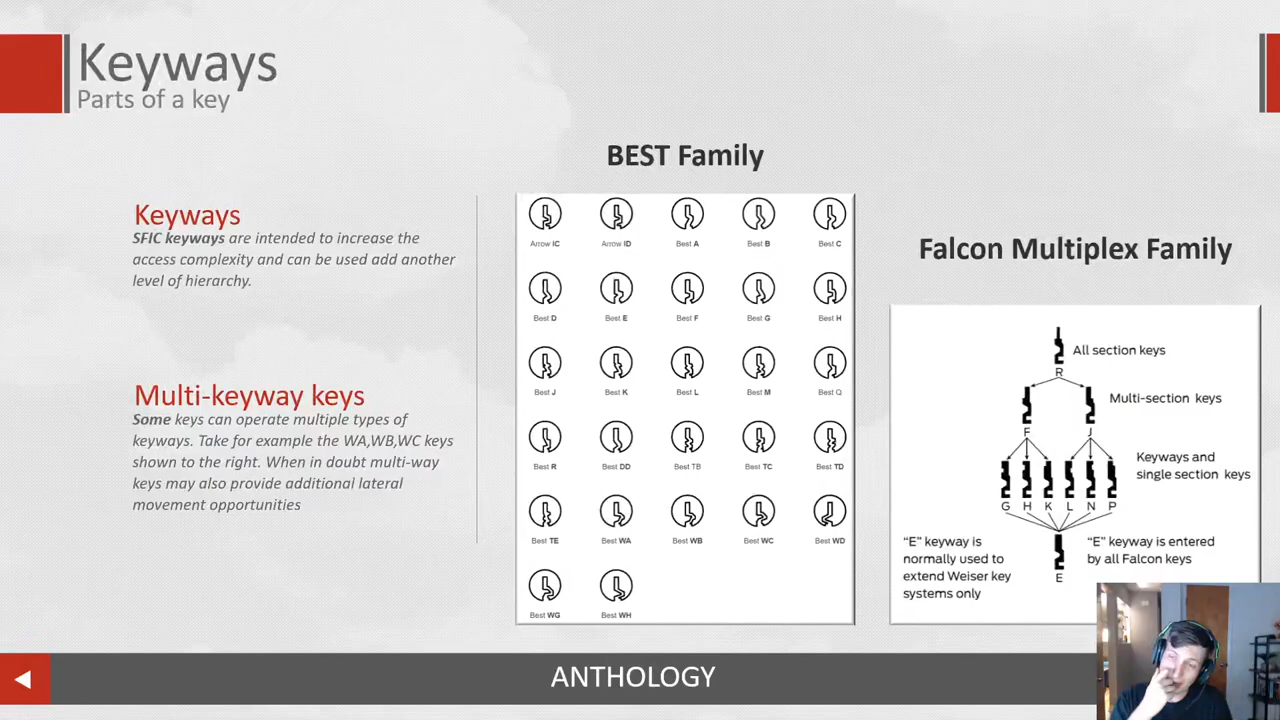 Keyways
Parts of a key
Keyways
SFIC keyways are intended to increase the
access complexity and can be used add another
level of hierarchy.
Multi-keyway keys
Some keys can operate multiple types of
keyways. Take for example the WA,WB,WC keys
shown to the right. When in doubt multi-way
keys may also provide additional lateral
movement opportunities
BEST Family
Arrow IC Arrow ID Best A Best B Best C
Best D Best E Best F Best G Best H
Best J Best K Best L Best M Best Q
Best R Best DD Best TB Best TC Best TD
Best TE Best WA Best WB Best WC Best WD
Best WG Best WH
Falcon Multiplex Family
All section keys
R
Multi-section keys
F J
Keyways and
single section keys
G H K L N P
"E" keyway is
normally used to
extend Weiser key
systems only
"E" keyway is entered
by all Falcon keys
E
ANTHOLOGY